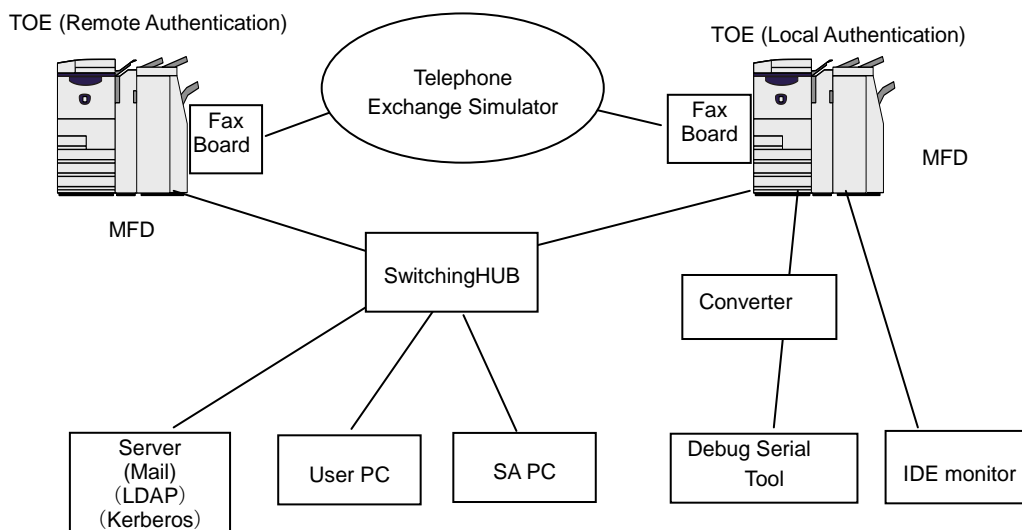 TOE (Remote Authentication)
TOE (Local Authentication)
Telephone
Exchange Simulator
Fax
Board
Fax
Board
MFD
MFD
SwitchingHUB
Converter
Server
(Mail)
（LDAP）
（Kerberos）
User PC
SA PC
Debug Serial
Tool
IDE monitor